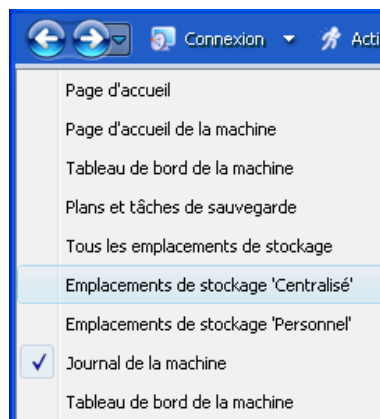 Connexion Acti
Page d'accueil
Page d'accueil de la machine
Tableau de bord de la machine
Plans et tâches de sauvegarde
Tous les emplacements de stockage
Emplacements de stockage 'Centralisé'
Emplacements de stockage 'Personnel'
Journal de la machine
Tableau de bord de la machine